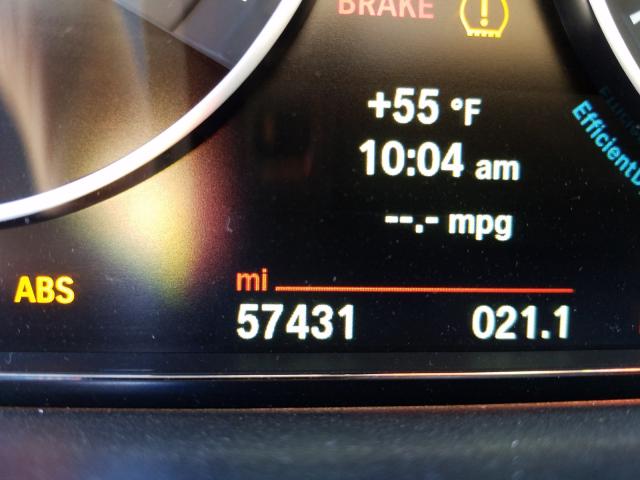 BRAKE
+55 °F
10:04 am
--.- mpg
ABS
mi
57431 021.1